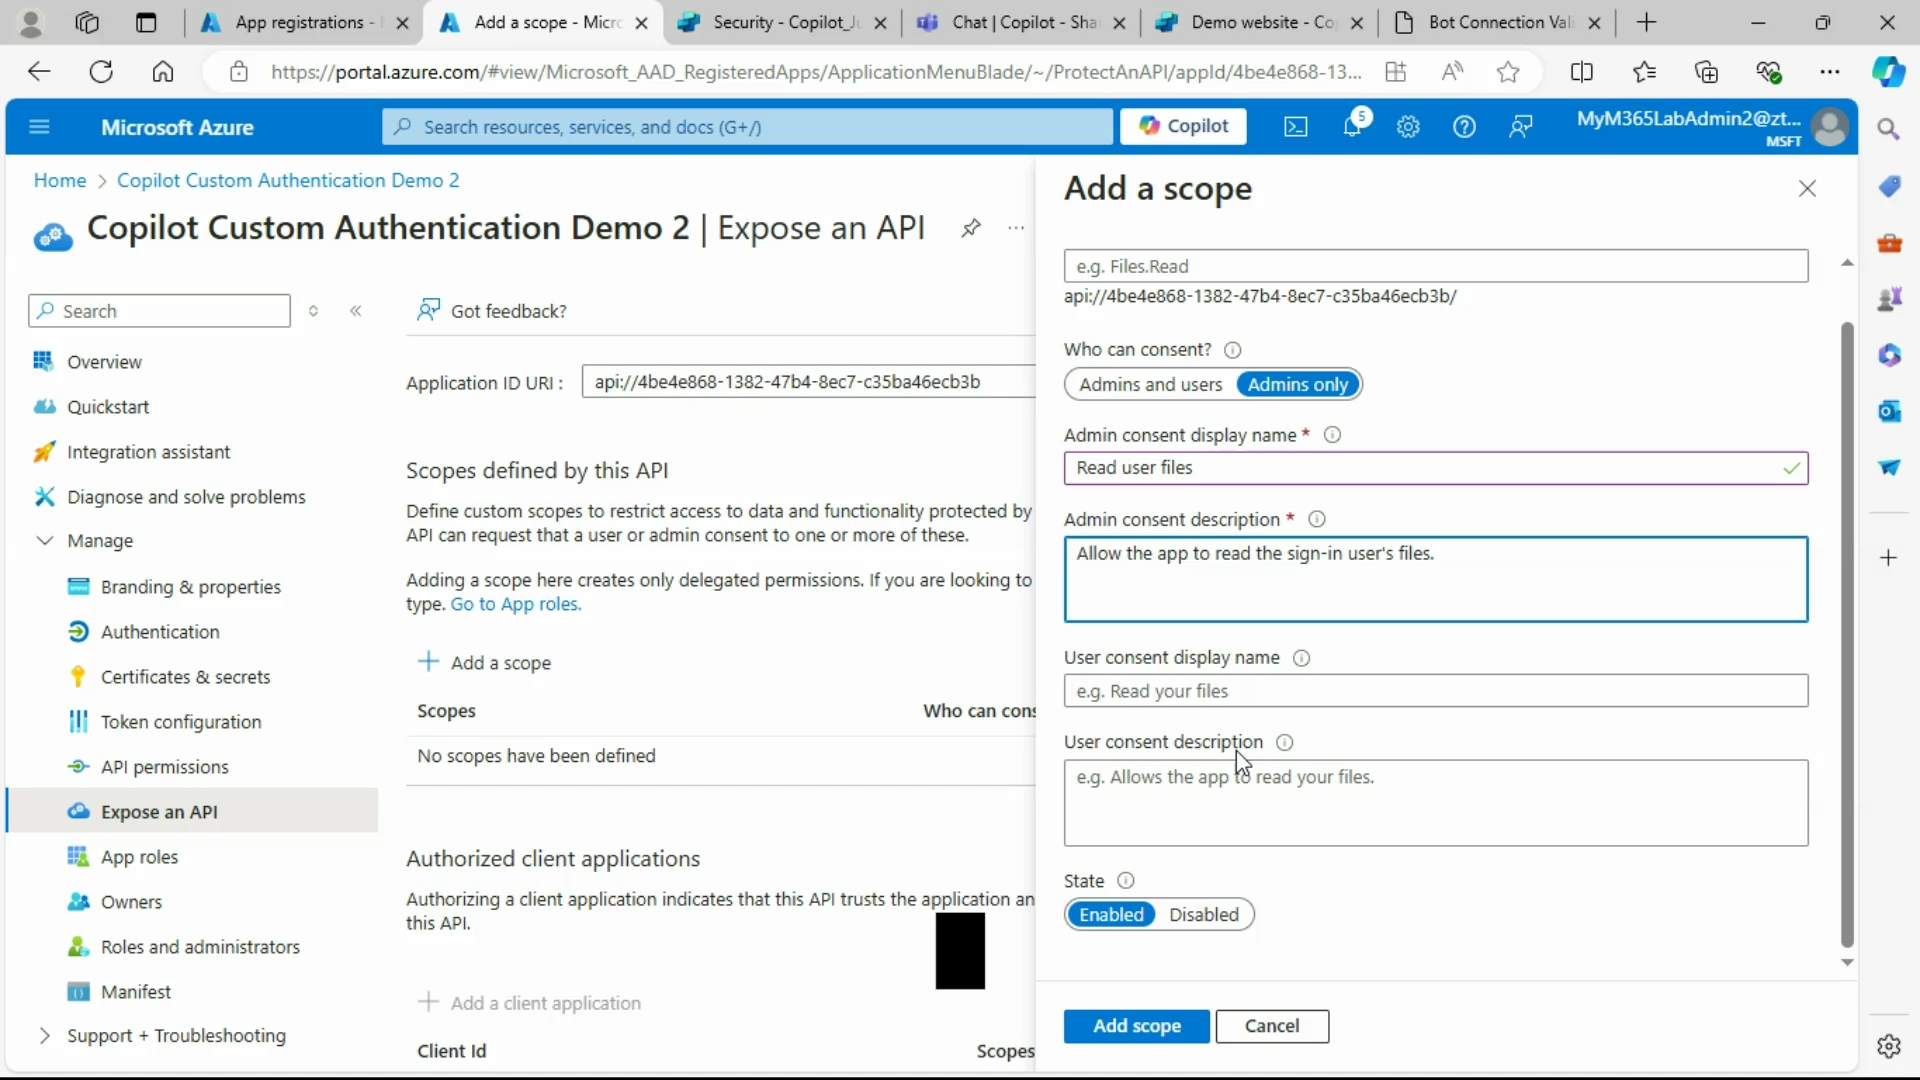 App registrations -
Add a scope - Micr
Security - Copilot_J
Chat | Copilot - Sha
Demo website - Co
Bot Connection Vali
https://portal.azure.com/#view/Microsoft_AAD_RegisteredApps/ApplicationMenuBlade/~/ProtectAnAPI/appId/4be4e868-13...
Microsoft Azure
Search resources, services, and docs (G+/)
Copilot
5
MyM365LabAdmin2@zt...
MSFT
Home > Copilot Custom Authentication Demo 2
Copilot Custom Authentication Demo 2 | Expose an API
...
Search
Overview
Quickstart
Integration assistant
Diagnose and solve problems
Manage
Branding & properties
Authentication
Certificates & secrets
Token configuration
API permissions
Expose an API
App roles
Owners
Roles and administrators
Manifest
Support + Troubleshooting
Got feedback?
Application ID URI :
api://4be4e868-1382-47b4-8ec7-c35ba46ecb3b
Scopes defined by this API
Define custom scopes to restrict access to data and functionality protected by
API can request that a user or admin consent to one or more of these.
Adding a scope here creates only delegated permissions. If you are looking to
type. Go to App roles.
Add a scope
Scopes
Who can cons
No scopes have been defined
Authorized client applications
Authorizing a client application indicates that this API trusts the application an
this API.
Add a client application
Client Id
Scopes
Add a scope
e.g. Files.Read
api://4be4e868-1382-47b4-8ec7-c35ba46ecb3b/
Who can consent?
Admins and users
Admins only
Admin consent display name *
Read user files
Admin consent description *
Allow the app to read the sign-in user's files.
User consent display name
e.g. Read your files
User consent description
e.g. Allows the app to read your files.
State
Enabled
Disabled
Add scope
Cancel